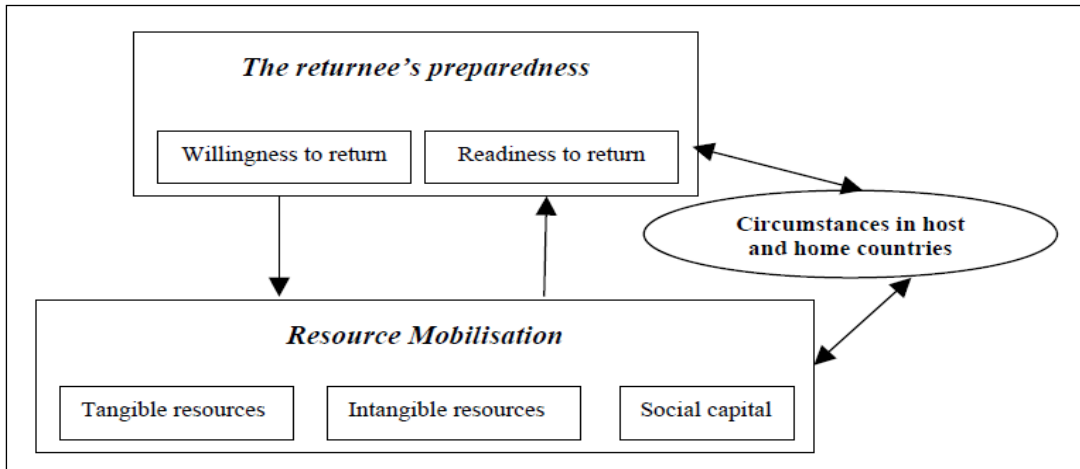 The returnee’s preparedness
Willingness to return
Readiness to return
Circumstances in host
and home countries
Resource Mobilisation
Tangible resources
Intangible resources
Social capital